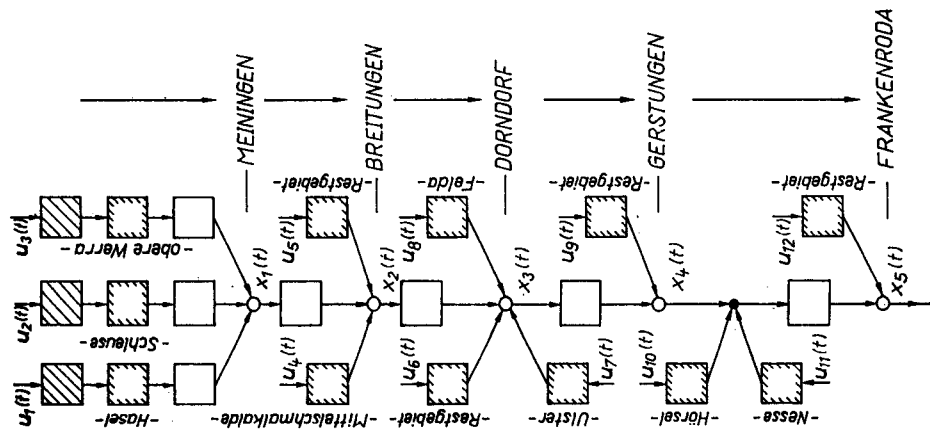 MEININGEN
BREITUNGEN
DORNDORF
GERSTUNGEN
FRANKENRODA
u₃(t)
-obere Werra-
u₅(t)
-Restgebiet-
u₈(t)
-Felda-
u₉(t)
-Restgebiet-
u₁₂(t)
-Restgebiet-
u₂(t)
-Schleuse-
x₁(t)
x₂(t)
x₃(t)
x₄(t)
x₅(t)
u₁(t)
-Hasel-
u₄(t)
-Mittelschmalkalde-
u₆(t)
-Restgebiet-
u₇(t)
-Ulster-
u₁₀(t)
-Hörsel-
u₁₁(t)
-Nesse-